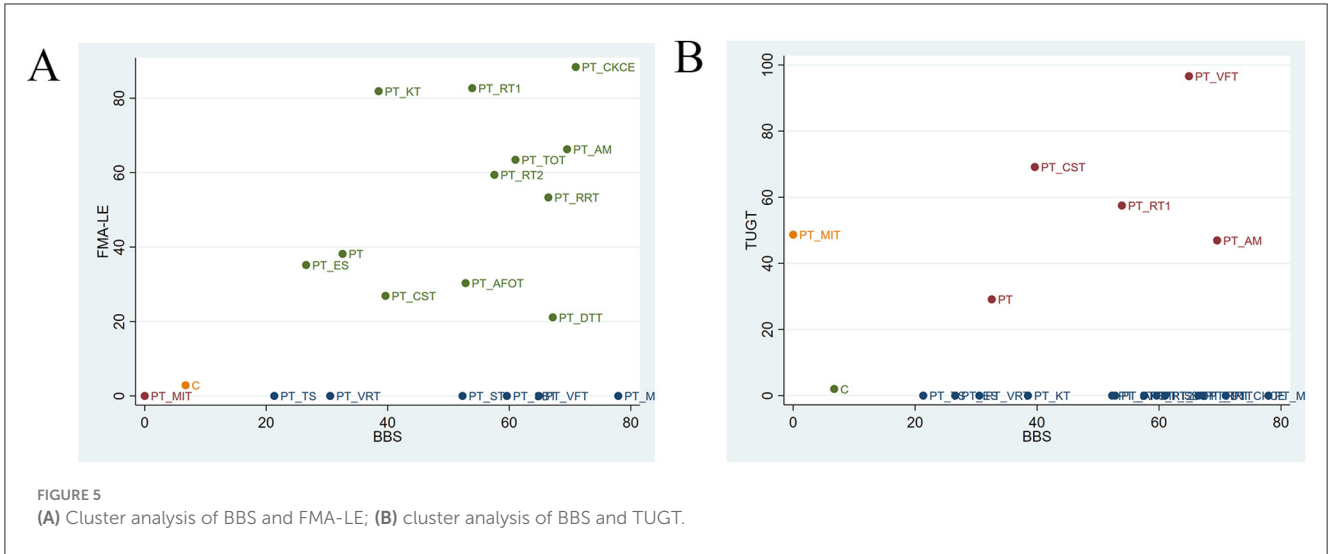 A
FMA-LE
80
60
40
20
0
PT_CKCE
PT_RT1
PT_KT
PT_AM
PT_TOT
PT_RT2
PT_RRT
PT
PT_ES
PT_AFOT
PT_CST
PT_DTT
C
PT_MIT
PT_TS
PT_VRT
PT_ST
PT_VFT
PT_M
0 20 40 60 80
BBS
B
TUGT
100
80
60
40
20
0
PT_VFT
PT_CST
PT_RT1
PT_MIT
PT_AM
PT
C
PT_KT
PT_M
0 20 40 60 80
BBS
FIGURE 5
(A) Cluster analysis of BBS and FMA-LE; (B) cluster analysis of BBS and TUGT.